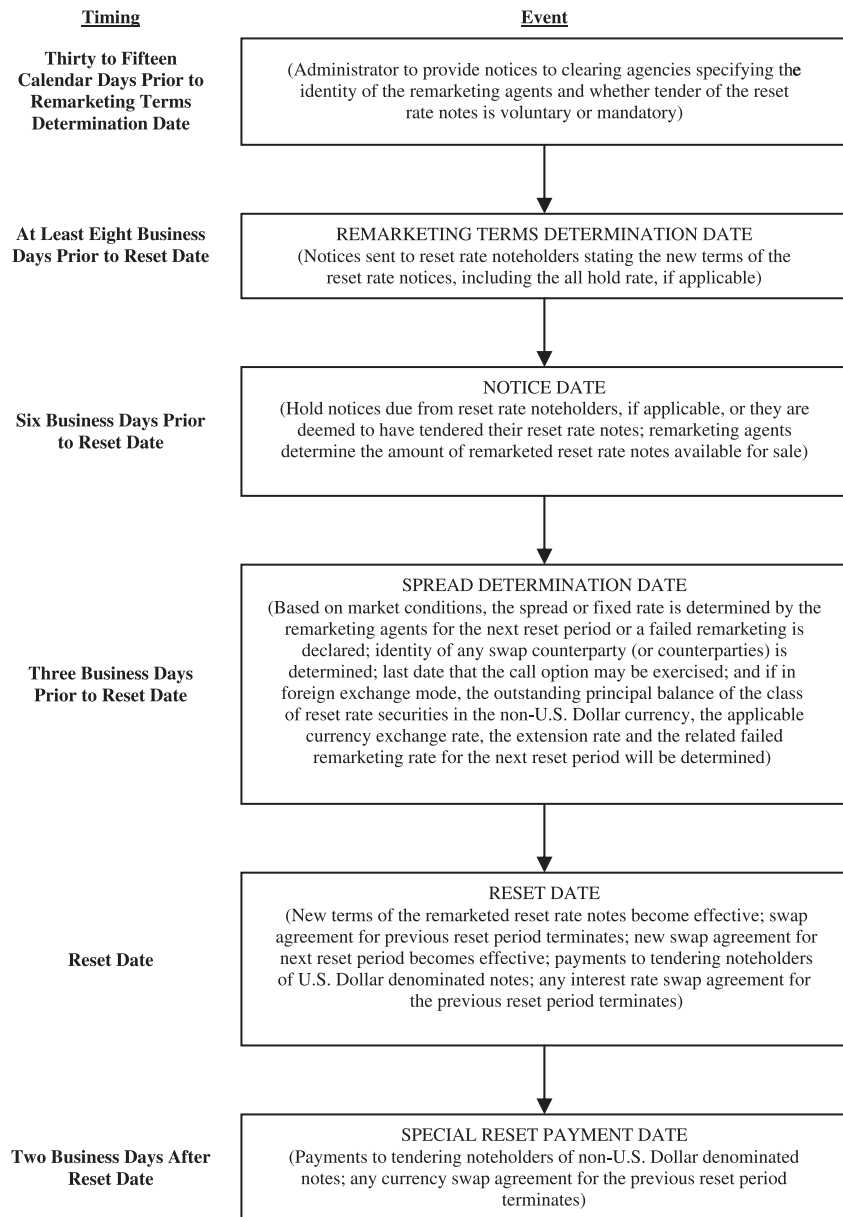 Timing
Event
Thirty to Fifteen
Calendar Days Prior to
Remarketing Terms
Determination Date
(Administrator to provide notices to clearing agencies specifying the
identity of the remarketing agents and whether tender of the reset
rate notes is voluntary or mandatory)
At Least Eight Business
Days Prior to Reset Date
REMARKETING TERMS DETERMINATION DATE
(Notices sent to reset rate noteholders stating the new terms of the
reset rate notices, including the all hold rate, if applicable)
Six Business Days Prior
to Reset Date
NOTICE DATE
(Hold notices due from reset rate noteholders, if applicable, or they are
deemed to have tendered their reset rate notes; remarketing agents
determine the amount of remarketed reset rate notes available for sale)
Three Business Days
Prior to Reset Date
SPREAD DETERMINATION DATE
(Based on market conditions, the spread or fixed rate is determined by the
remarketing agents for the next reset period or a failed remarketing is
declared; identity of any swap counterparty (or counterparties) is
determined; last date that the call option may be exercised; and if in
foreign exchange mode, the outstanding principal balance of the class
of reset rate securities in the non-U.S. Dollar currency, the applicable
currency exchange rate, the extension rate and the related failed
remarketing rate for the next reset period will be determined)
Reset Date
RESET DATE
(New terms of the remarketed reset rate notes become effective; swap
agreement for previous reset period terminates; new swap agreement for
next reset period becomes effective; payments to tendering noteholders
of U.S. Dollar denominated notes; any interest rate swap agreement for
the previous reset period terminates)
Two Business Days After
Reset Date
SPECIAL RESET PAYMENT DATE
(Payments to tendering noteholders of non-U.S. Dollar denominated
notes; any currency swap agreement for the previous reset period
terminates)